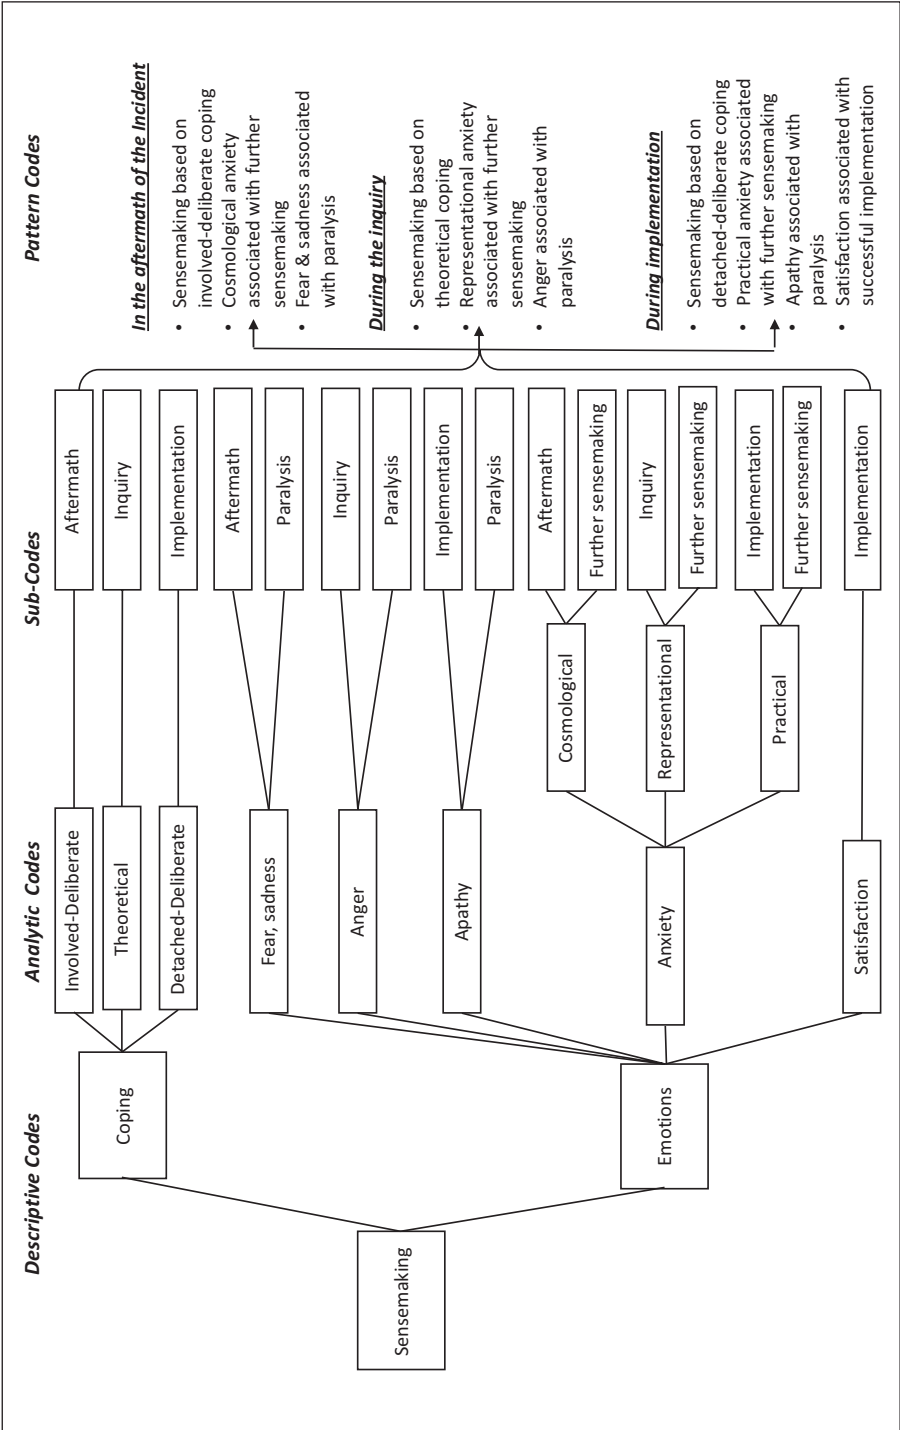 Descriptive Codes
Analytic Codes
Sub-Codes
Pattern Codes
Sensemaking
Coping
Emotions
Involved-Deliberate
Theoretical
Detached-Deliberate
Fear, sadness
Anger
Apathy
Anxiety
Satisfaction
Cosmological
Representational
Practical
Aftermath
Inquiry
Implementation
Aftermath
Paralysis
Inquiry
Paralysis
Implementation
Paralysis
Aftermath
Further sensemaking
Inquiry
Further sensemaking
Implementation
Further sensemaking
Implementation
In the aftermath of the Incident
• Sensemaking based on
involved-deliberate coping
• Cosmological anxiety
associated with further
sensemaking
• Fear & sadness associated
with paralysis
During the inquiry
• Sensemaking based on
theoretical coping
• Representational anxiety
associated with further
sensemaking
• Anger associated with
paralysis
During implementation
• Sensemaking based on
detached-deliberate coping
• Practical anxiety associated
with further sensemaking
• Apathy associated with
paralysis
• Satisfaction associated with
successful implementation